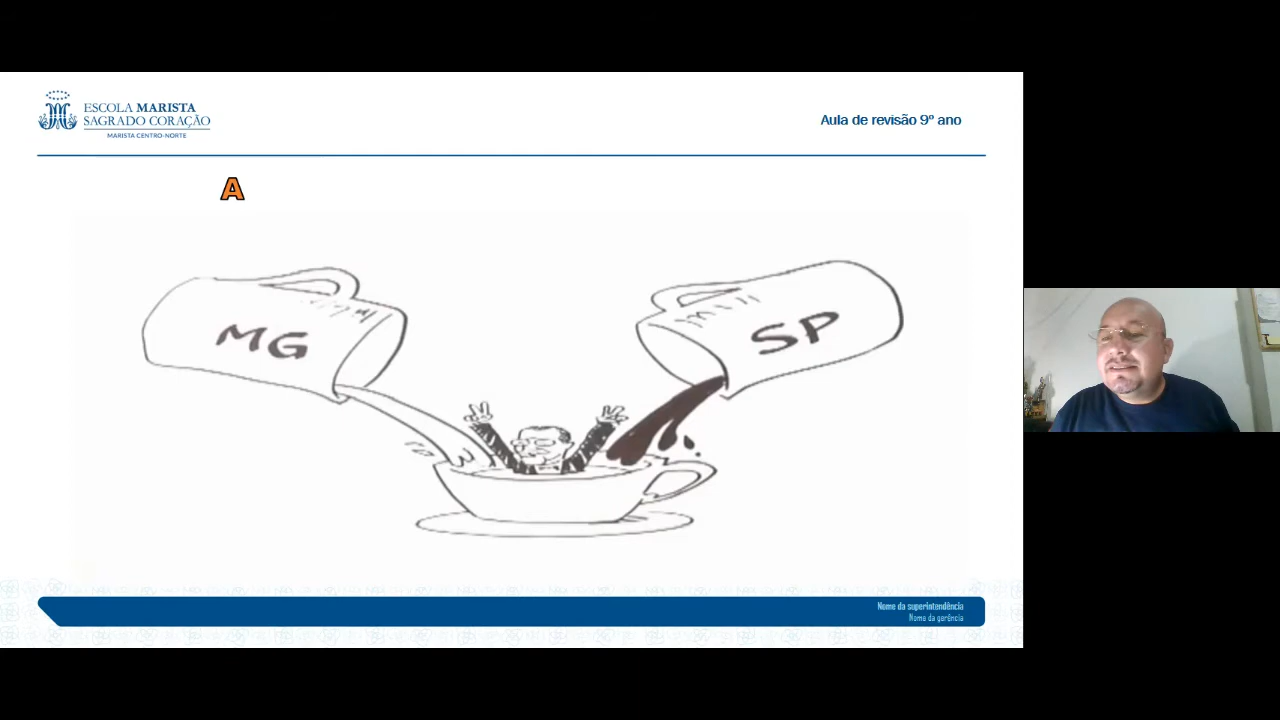 ESCOLA MARISTA
SAGRADO CORAÇÃO
MARISTA CENTRO-NORTE
Aula de revisão 9º ano
A
MG
SP
Nome da superintendência
Nome da gerência